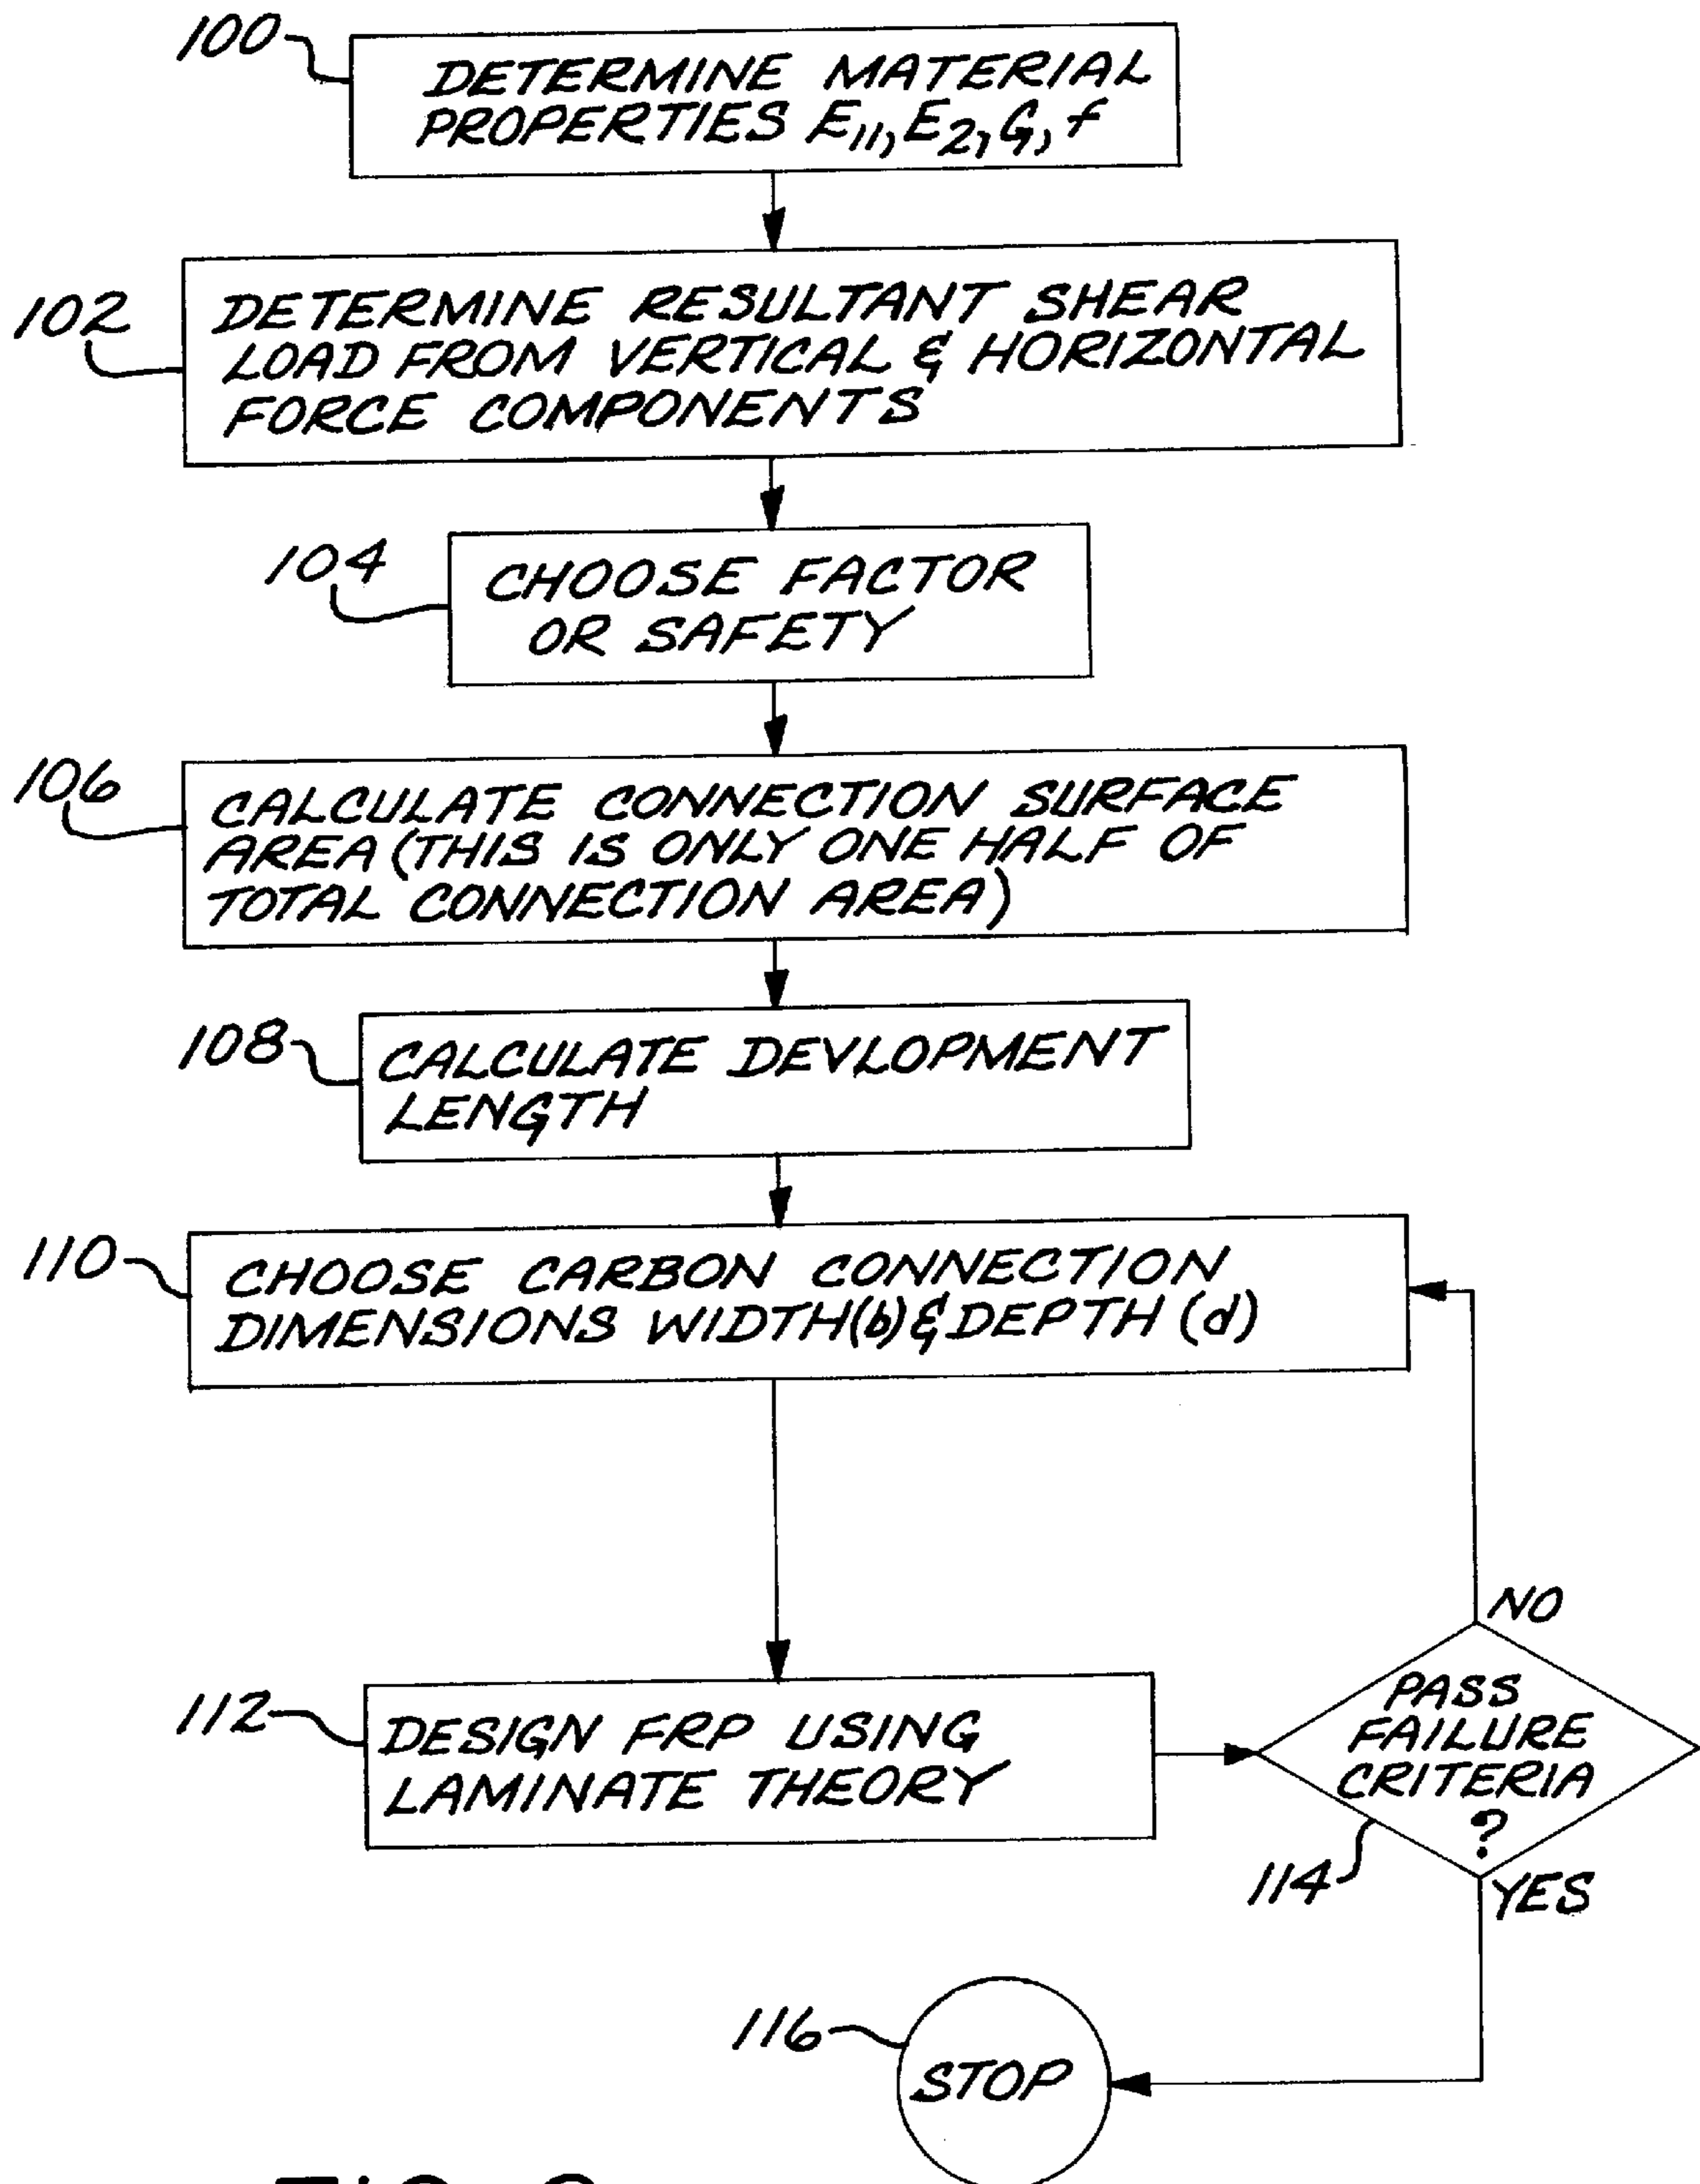 100
DETERMINE MATERIAL
PROPERTIES E11, E2, G, f
102
DETERMINE RESULTANT SHEAR
LOAD FROM VERTICAL & HORIZONTAL
FORCE COMPONENTS
104
CHOOSE FACTOR
OR SAFETY
106
CALCULATE CONNECTION SURFACE
AREA (THIS IS ONLY ONE HALF OF
TOTAL CONNECTION AREA)
108
CALCULATE DEVLOPMENT
LENGTH
110
CHOOSE CARBON CONNECTION
DIMENSIONS WIDTH(b) & DEPTH (d)
NO
112
DESIGN FRP USING
LAMINATE THEORY
PASS
FAILURE
CRITERIA
?
114
YES
116
STOP